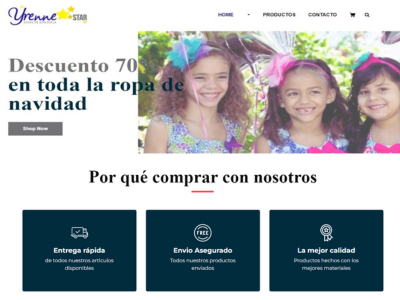 Yrenne STAR
HOME
PRODUCTOS
CONTACTO
Descuento 70
en toda la ropa de
navidad
Shop Now
Por qué comprar con nosotros
Entrega rápida
de todos nuestros artículos
disponibles
FREE
Envio Asegurado
Todos nuestros productos
enviados
La mejor calidad
Productos hechos con los
mejores materiales